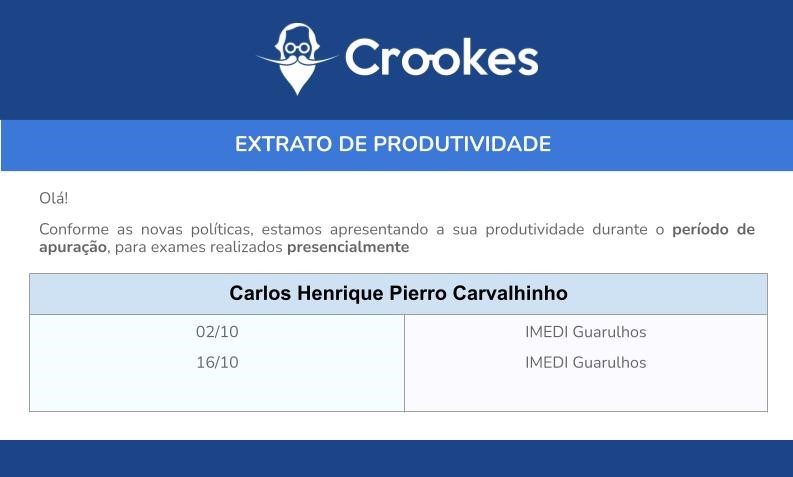 Crookes
EXTRATO DE PRODUTIVIDADE
Olá!
Conforme as novas políticas, estamos apresentando a sua produtividade durante o período de
apuração, para exames realizados presencialmente
Carlos Henrique Pierro Carvalhinho
02/10 IMEDI Guarulhos
16/10 IMEDI Guarulhos